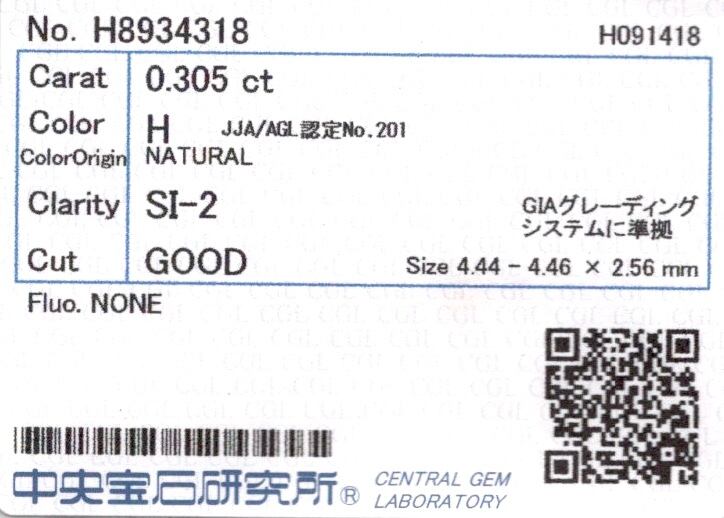 No. H8934318
H091418
Carat 0.305 ct
Color H JJA/AGL認定No.201
ColorOrigin NATURAL
Clarity SI-2
GIAグレーディング
システムに準拠
Cut GOOD Size 4.44 - 4.46 × 2.56 mm
Fluo. NONE
中央宝石研究所® CENTRAL GEM
LABORATORY